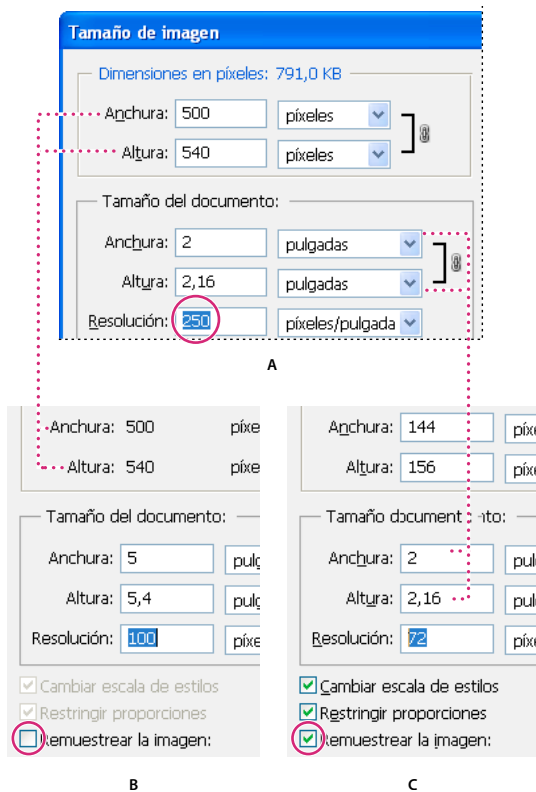 Tamaño de imagen
Dimensiones en píxeles: 791,0 KB
Anchura: 500 píxeles
Altura: 540 píxeles
Tamaño del documento:
Anchura: 2 pulgadas
Altura: 2,16 pulgadas
Resolución: 250 píxeles/pulgada
A
Anchura: 500 píxe
Altura: 540 píxe
Tamaño del documento:
Anchura: 5 pulg
Altura: 5,4 pulg
Resolución: 100 píxe
Cambiar escala de estilos
Restringir proporciones
Remuestrear la imagen:
B
Anchura: 144 píxe
Altura: 156 píxe
Tamaño documento:
Anchura: 2 pul
Altura: 2,16 pul
Resolución: 72 píxe
Cambiar escala de estilos
Restringir proporciones
Remuestrear la imagen:
C